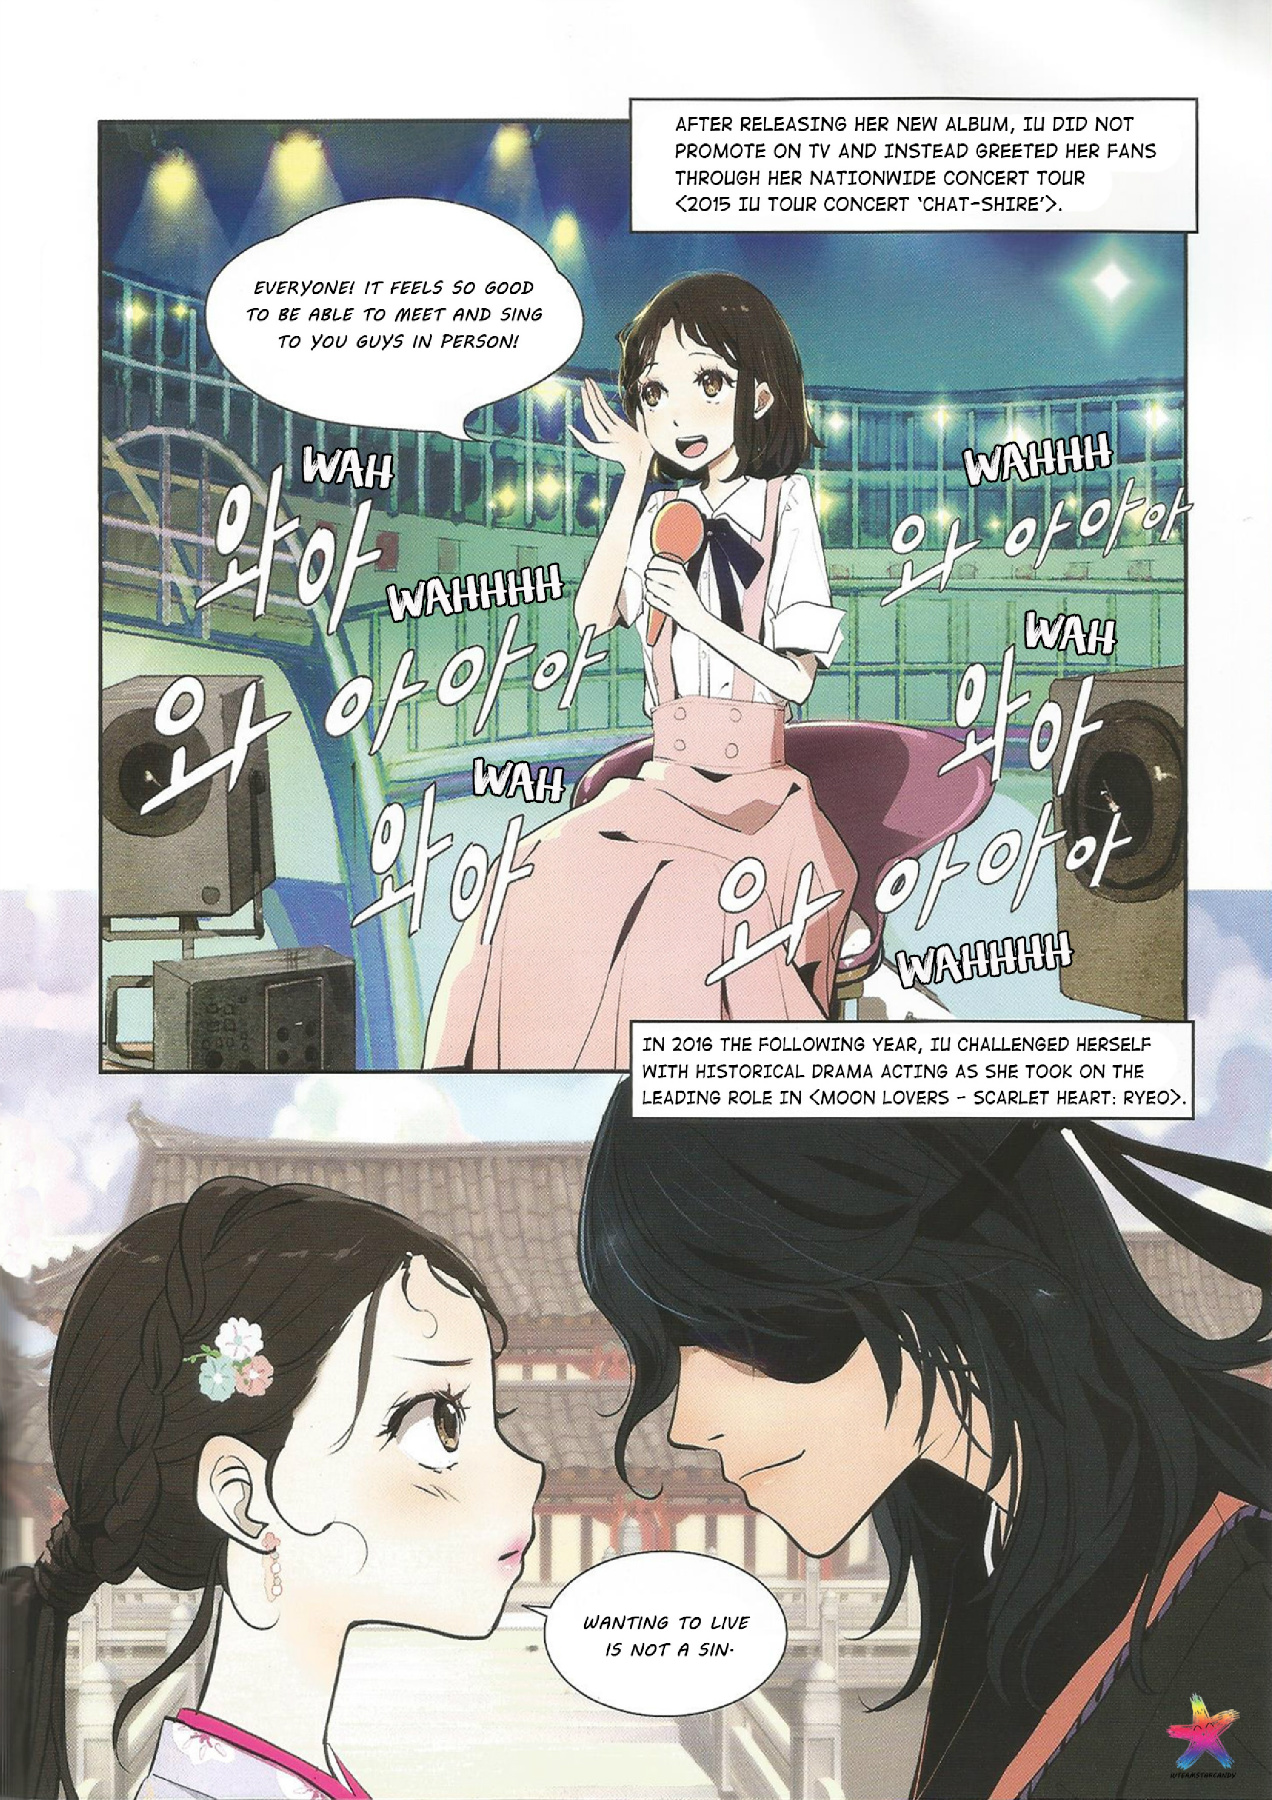 AFTER RELEASING HER NEW ALBUM, IU DID NOT
PROMOTE ON TV AND INSTEAD GREETED HER FANS
THROUGH HER NATIONWIDE CONCERT TOUR
<2015 IU TOUR CONCERT 'CHAT-SHIRE'>.
EVERYONE! IT FEELS SO GOOD
TO BE ABLE TO MEET AND SING
TO YOU GUYS IN PERSON!
WAH
와아
WAHHH
와아아아
WAHHHH
와아아아
WAH
와아
WAH
와아
와아아아
WAHHHH
IN 2016 THE FOLLOWING YEAR, IU CHALLENGED HERSELF
WITH HISTORICAL DRAMA ACTING AS SHE TOOK ON THE
LEADING ROLE IN <MOON LOVERS - SCARLET HEART: RYEO>.
WANTING TO LIVE
IS NOT A SIN.